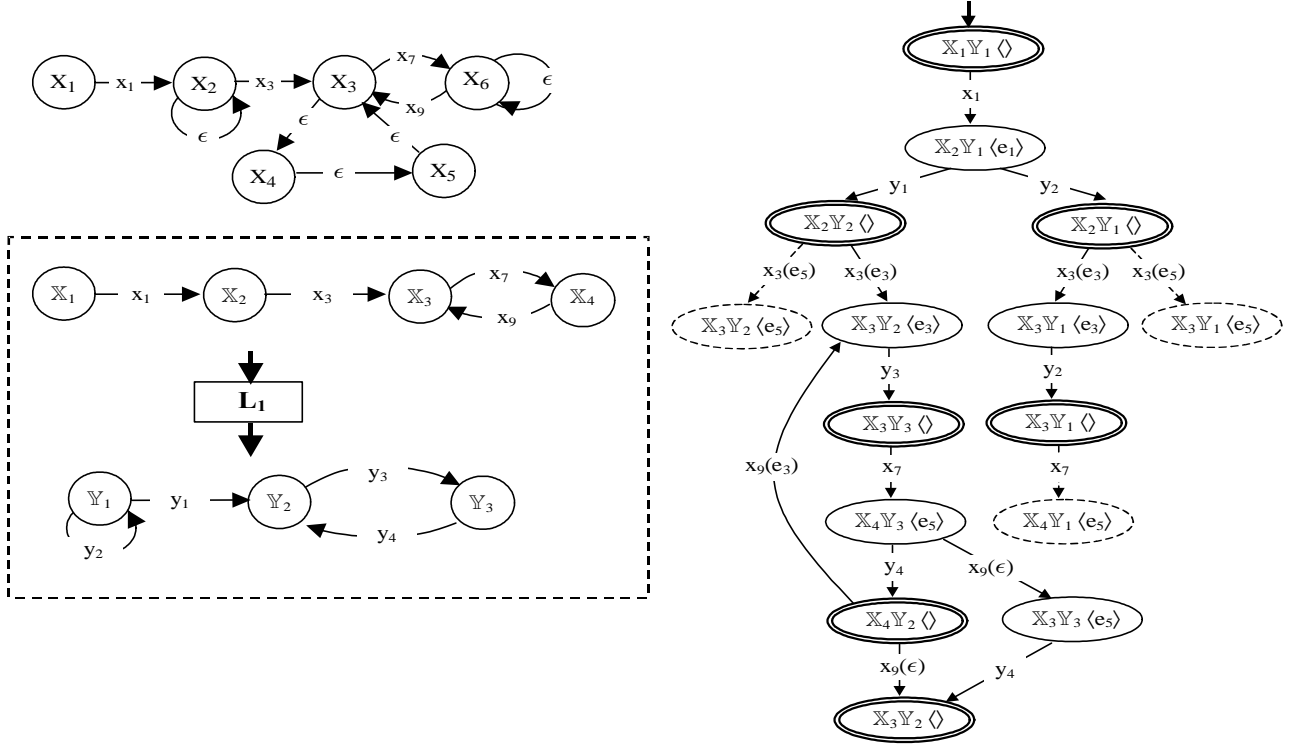 X₁ x₁ X₂ x₃ X₃ x₇ X₆ ϵ
x₉
ϵ ϵ ϵ
X₄ ϵ X₅
𝕏₁ x₁ 𝕏₂ x₃ 𝕏₃ x₇ 𝕏₄
x₉
L₁
𝕐₁ y₁ 𝕐₂ y₃ 𝕐₃
y₂ y₄
𝕏₁𝕐₁ ⟨⟩
x₁
𝕏₂𝕐₁ ⟨e₁⟩
y₁ y₂
𝕏₂𝕐₂ ⟨⟩ 𝕏₂𝕐₁ ⟨⟩
x₃(e₅) x₃(e₃) x₃(e₃) x₃(e₅)
𝕏₃𝕐₂ ⟨e₅⟩ 𝕏₃𝕐₂ ⟨e₃⟩ 𝕏₃𝕐₁ ⟨e₃⟩ 𝕏₃𝕐₁ ⟨e₅⟩
y₃ y₂
𝕏₃𝕐₃ ⟨⟩ 𝕏₃𝕐₁ ⟨⟩
x₉(e₃) x₇ x₇
𝕏₄𝕐₃ ⟨e₅⟩ 𝕏₄𝕐₁ ⟨e₅⟩
y₄ x₉(ϵ)
𝕏₄𝕐₂ ⟨⟩ 𝕏₃𝕐₃ ⟨e₅⟩
x₉(ϵ) y₄
𝕏₃𝕐₂ ⟨⟩